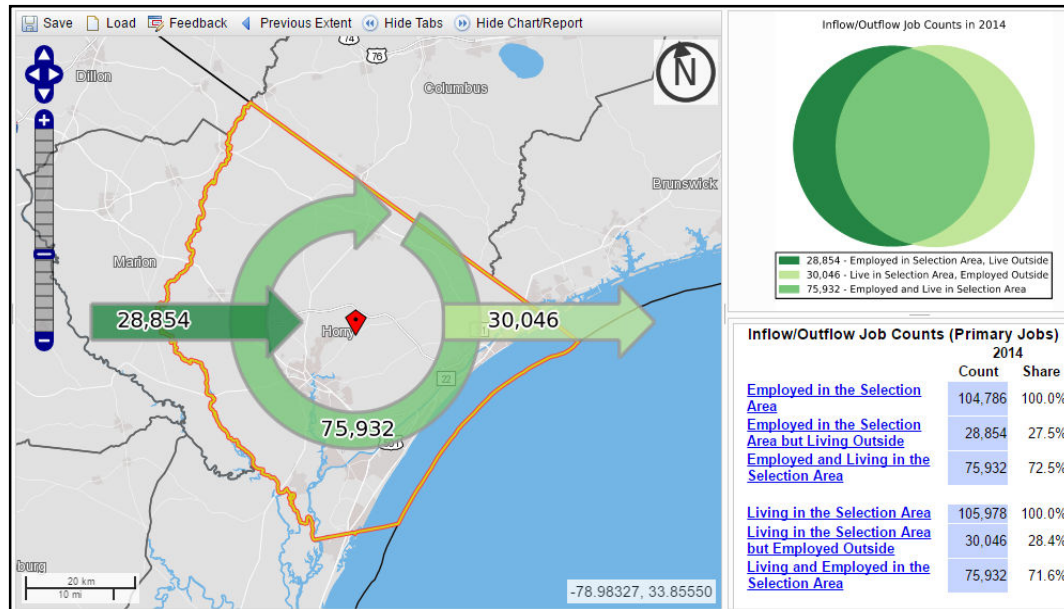 Save Load Feedback Previous Extent Hide Tabs Hide Chart/Report
74
76
Dillon
Columbus
N
Brunswick
Marion
28,854
Horry
30,046
22
75,932
burg
20 km
10 mi
-78.98327, 33.85550
Inflow/Outflow Job Counts in 2014
28,854 - Employed in Selection Area, Live Outside
30,046 - Live in Selection Area, Employed Outside
75,932 - Employed and Live in Selection Area
Inflow/Outflow Job Counts (Primary Jobs)
2014
Count Share
Employed in the Selection
Area 104,786 100.0%
Employed in the Selection
Area but Living Outside 28,854 27.5%
Employed and Living in the
Selection Area 75,932 72.5%
Living in the Selection Area 105,978 100.0%
Living in the Selection Area
but Employed Outside 30,046 28.4%
Living and Employed in the
Selection Area 75,932 71.6%